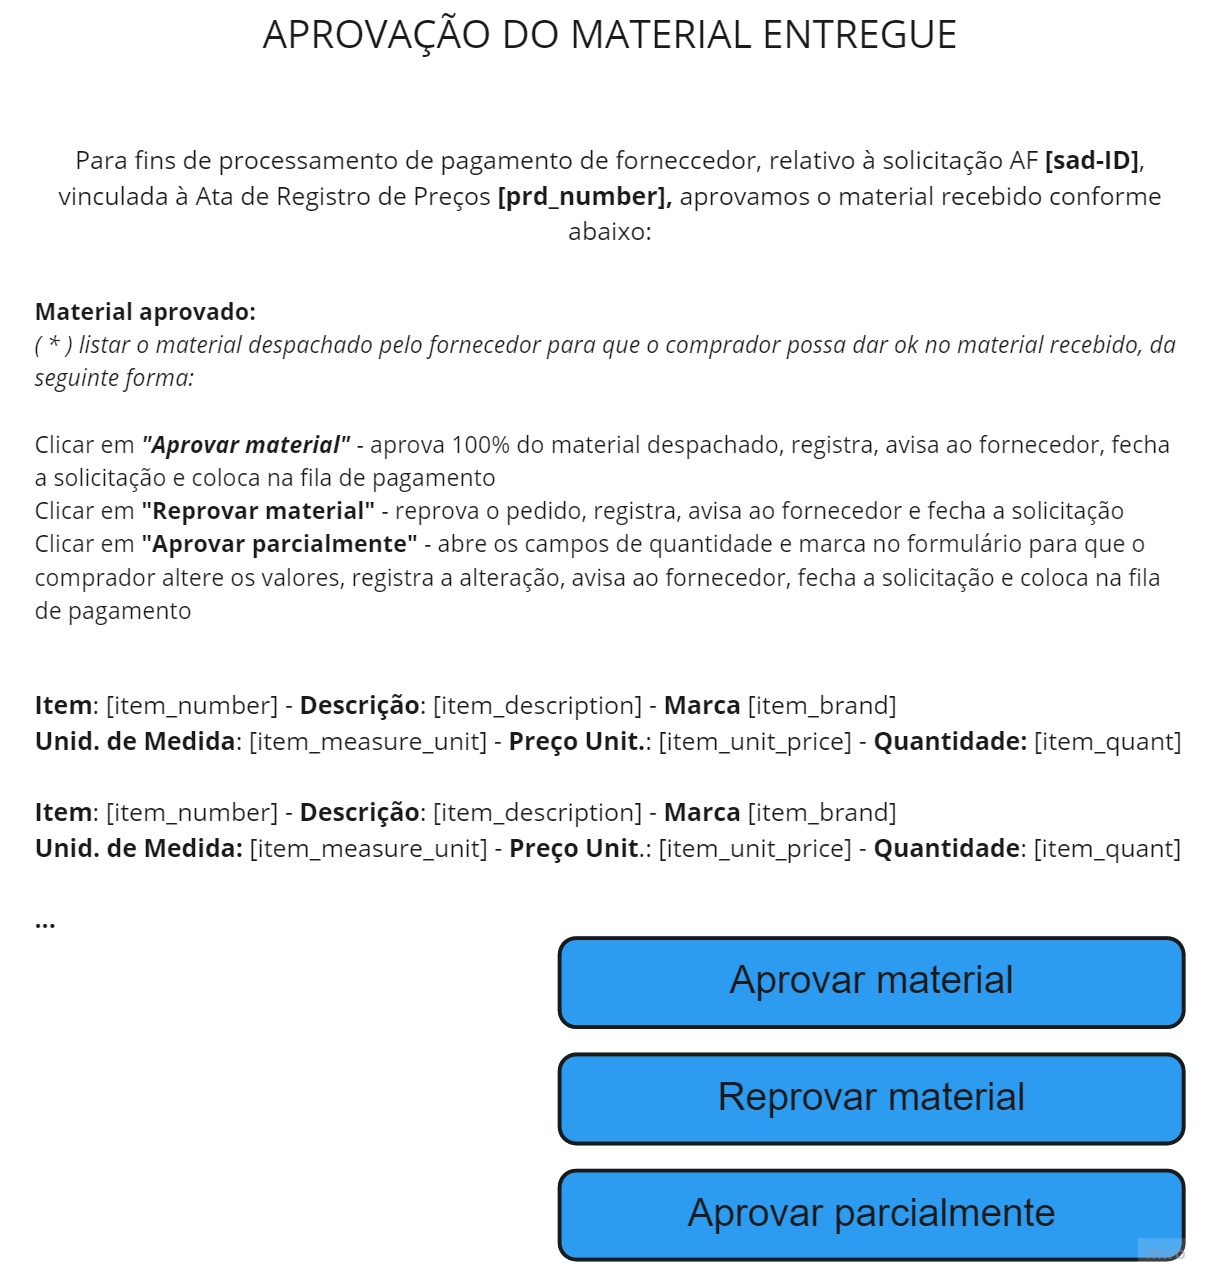 APROVAÇÃO DO MATERIAL ENTREGUE
Para fins de processamento de pagamento de forneccedor, relativo à solicitação AF [sad-ID],
vinculada à Ata de Registro de Preços [prd_number], aprovamos o material recebido conforme
abaixo:
Material aprovado:
( * ) listar o material despachado pelo fornecedor para que o comprador possa dar ok no material recebido, da
seguinte forma:
Clicar em "Aprovar material" - aprova 100% do material despachado, registra, avisa ao fornecedor, fecha
a solicitação e coloca na fila de pagamento
Clicar em "Reprovar material" - reprova o pedido, registra, avisa ao fornecedor e fecha a solicitação
Clicar em "Aprovar parcialmente" - abre os campos de quantidade e marca no formulário para que o
comprador altere os valores, registra a alteração, avisa ao fornecedor, fecha a solicitação e coloca na fila
de pagamento
Item: [item_number] - Descrição: [item_description] - Marca [item_brand]
Unid. de Medida: [item_measure_unit] - Preço Unit.: [item_unit_price] - Quantidade: [item_quant]
Item: [item_number] - Descrição: [item_description] - Marca [item_brand]
Unid. de Medida: [item_measure_unit] - Preço Unit.: [item_unit_price] - Quantidade: [item_quant]
...
Aprovar material
Reprovar material
Aprovar parcialmente
miro